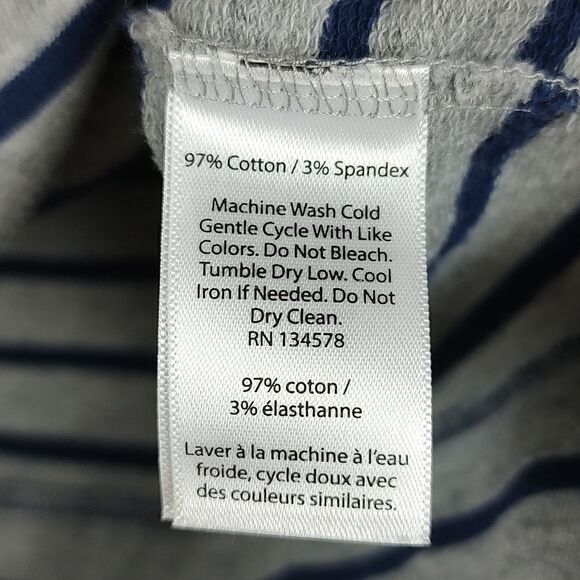 97% Cotton / 3% Spandex
Machine Wash Cold
Gentle Cycle With Like
Colors. Do Not Bleach.
Tumble Dry Low. Cool
Iron If Needed. Do Not
Dry Clean.
RN 134578
97% coton /
3% élasthanne
Laver à la machine à l'eau
froide, cycle doux avec
des couleurs similaires.